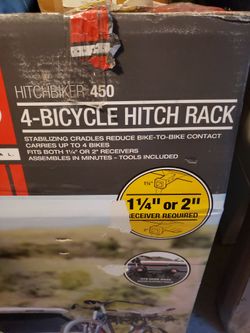 HITCHBIKER 450
4-BICYCLE HITCH RACK
STABILIZING CRADLES REDUCE BIKE-TO-BIKE CONTACT
CARRIES UP TO 4 BIKES
FITS BOTH 1¼" OR 2" RECEIVERS
ASSEMBLES IN MINUTES - TOOLS INCLUDED
1¼" or 2"
RECEIVER REQUIRED